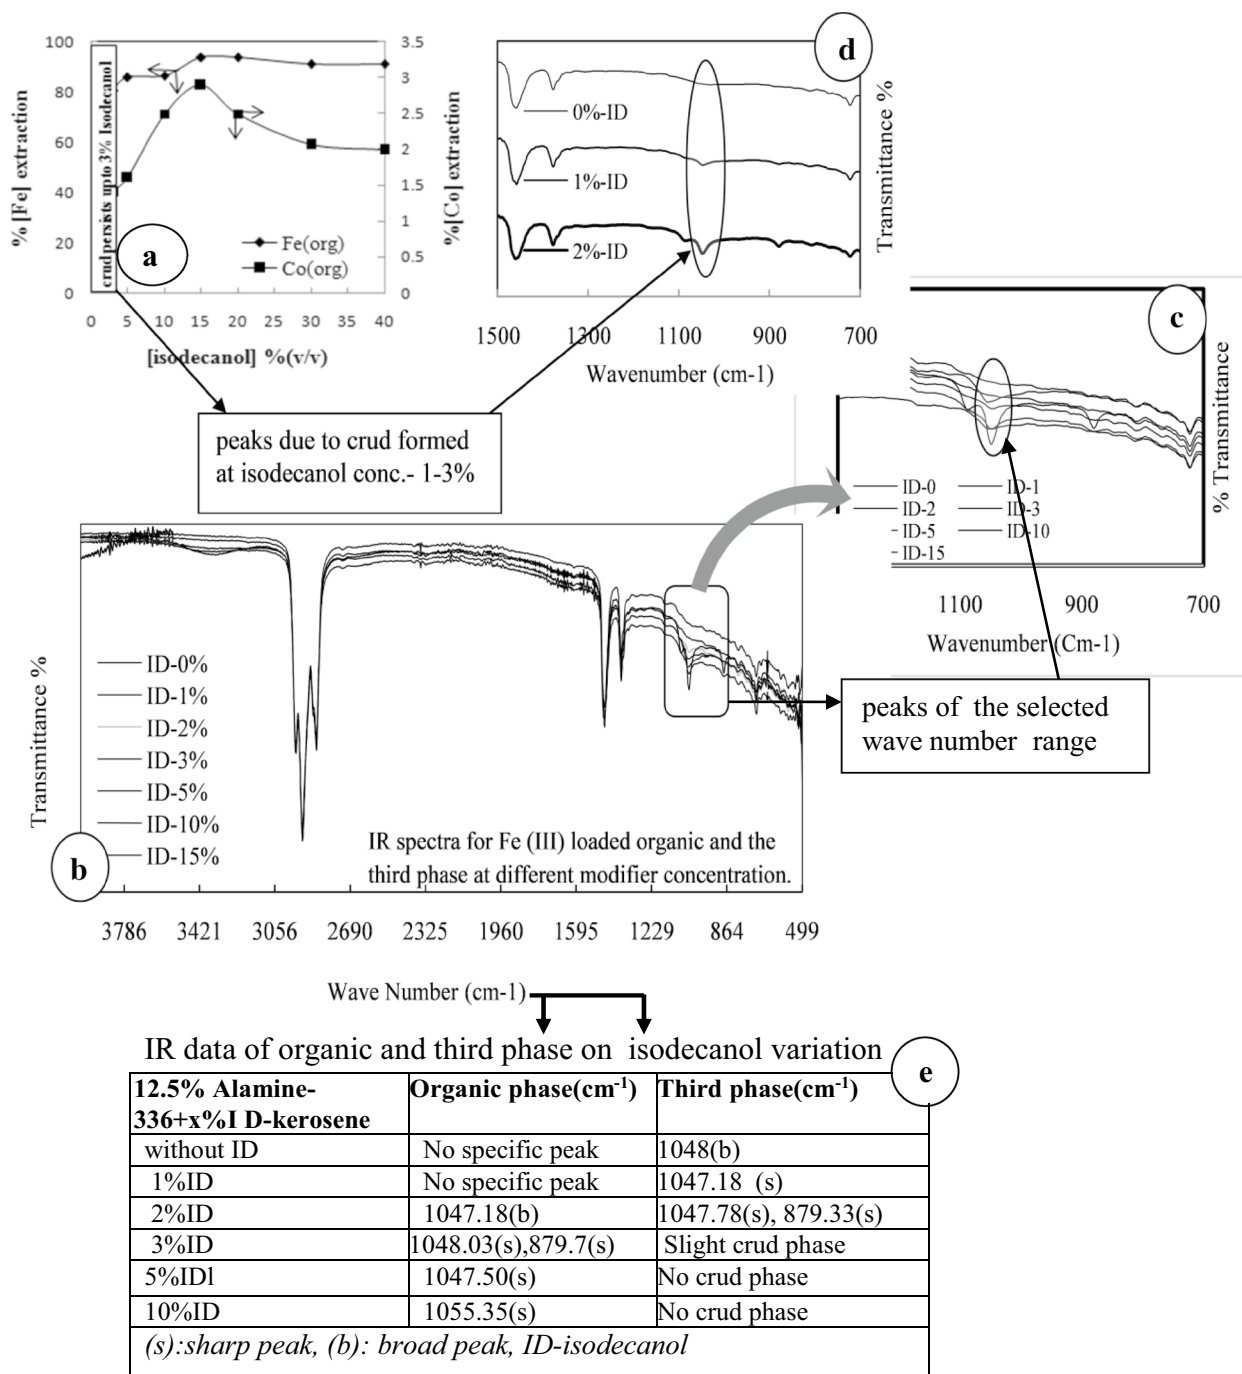 100
80
60
40
20
0
% [Fe] extraction
crud persists upto 3% Isodecanol
a
Fe(org)
Co(org)
3.5
3
2.5
2
1.5
1
0.5
0
%[Co] extraction
0 5 10 15 20 25 30 35 40
[isodecanol] %(v/v)
d
0%-ID
1%-ID
2%-ID
Transmittance %
1500 1300 1100 900 700
Wavenumber (cm-1)
c
ID-0 ID-1
ID-2 ID-3
ID-5 ID-10
ID-15
% Transmittance
1100 900 700
Wavenumber (Cm-1)
peaks due to crud formed
at isodecanol conc.- 1-3%
peaks of the selected
wave number range
Transmittance %
ID-0%
ID-1%
ID-2%
ID-3%
ID-5%
ID-10%
ID-15%
b
IR spectra for Fe (III) loaded organic and the
third phase at different modifier concentration.
3786 3421 3056 2690 2325 1960 1595 1229 864 499
Wave Number (cm-1)
IR data of organic and third phase on isodecanol variation
e
12.5% Alamine- Organic phase(cm-1) Third phase(cm-1)
336+x%I D-kerosene
without ID No specific peak 1048(b)
1%ID No specific peak 1047.18 (s)
2%ID 1047.18(b) 1047.78(s), 879.33(s)
3%ID 1048.03(s),879.7(s) Slight crud phase
5%IDl 1047.50(s) No crud phase
10%ID 1055.35(s) No crud phase
(s):sharp peak, (b): broad peak, ID-isodecanol